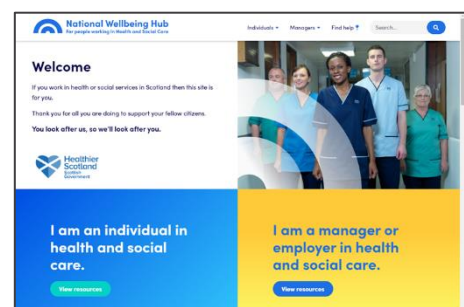 National Wellbeing Hub
For people working in Health and Social Care
Individuals
Managers
Find help
Search...
Welcome
If you work in health or social services in Scotland then this site is
for you.
Thank you for all you are doing to support your fellow citizens.
You look after us, so we'll look after you.
Healthier
Scotland
Scottish
Government
I am an individual in
health and social
care.
View resources
I am a manager or
employer in health
and social care.
View resources